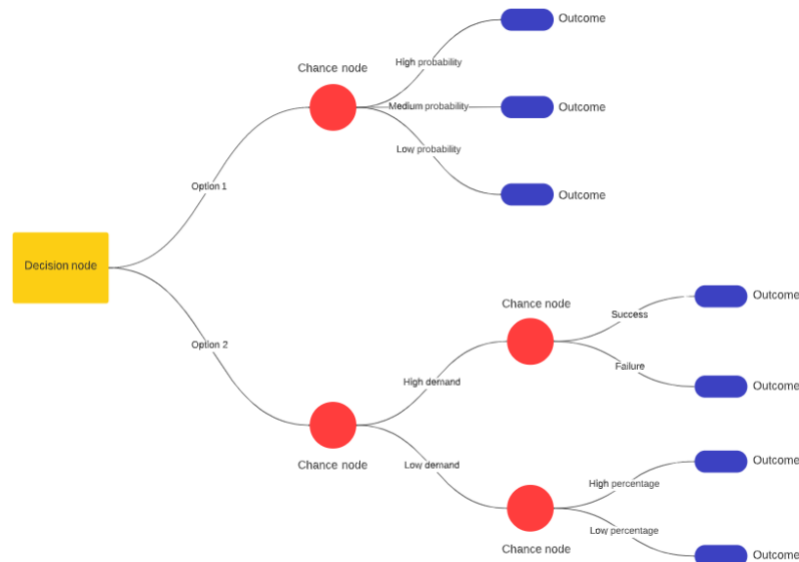 Outcome
High probability
Chance node
Medium probability
Outcome
Low probability
Option 1
Outcome
Decision node
Chance node
Outcome
Success
Option 2
Failure
High demand
Outcome
Chance node
Low demand
Outcome
High percentage
Low percentage
Chance node
Outcome